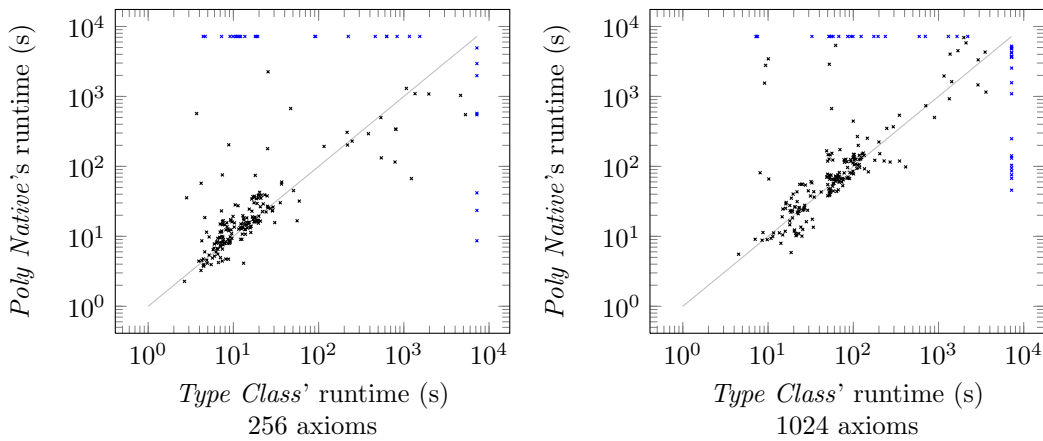 10^4
10^3
10^2
10^1
10^0
Poly Native's runtime (s)
10^0 10^1 10^2 10^3 10^4
Type Class' runtime (s)
256 axioms
10^4
10^3
10^2
10^1
10^0
Poly Native's runtime (s)
10^0 10^1 10^2 10^3 10^4
Type Class' runtime (s)
1024 axioms